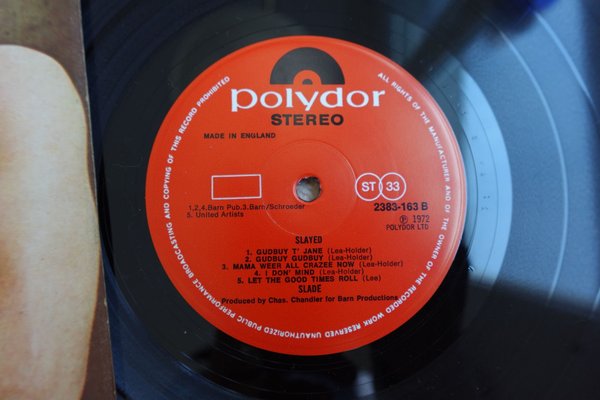 polydor
STEREO
MADE IN ENGLAND
1,2,4. Barn Pub.3. Barn/Schroeder
5. United Artists
ST 33
2383-163 B
℗ 1972
POLYDOR LTD
SLAYED
1. GUDBUY T' JANE (Lea-Holder)
2. GUDBUY GUDBUY (Lea-Holder)
3. MAMA WEER ALL CRAZEE NOW (Lea-Holder)
4. I DON' MIND (Lea-Holder)
5. LET THE GOOD TIMES ROLL (Lee)
SLADE
Produced by Chas. Chandler for Barn Productions
ALL RIGHTS OF THE MANUFACTURER AND OF THE OWNER OF THE RECORDED WORK RESERVED UNAUTHORIZED PUBLIC PERFORMANCE BROADCASTING AND COPYING OF THIS RECORD PROHIBITED